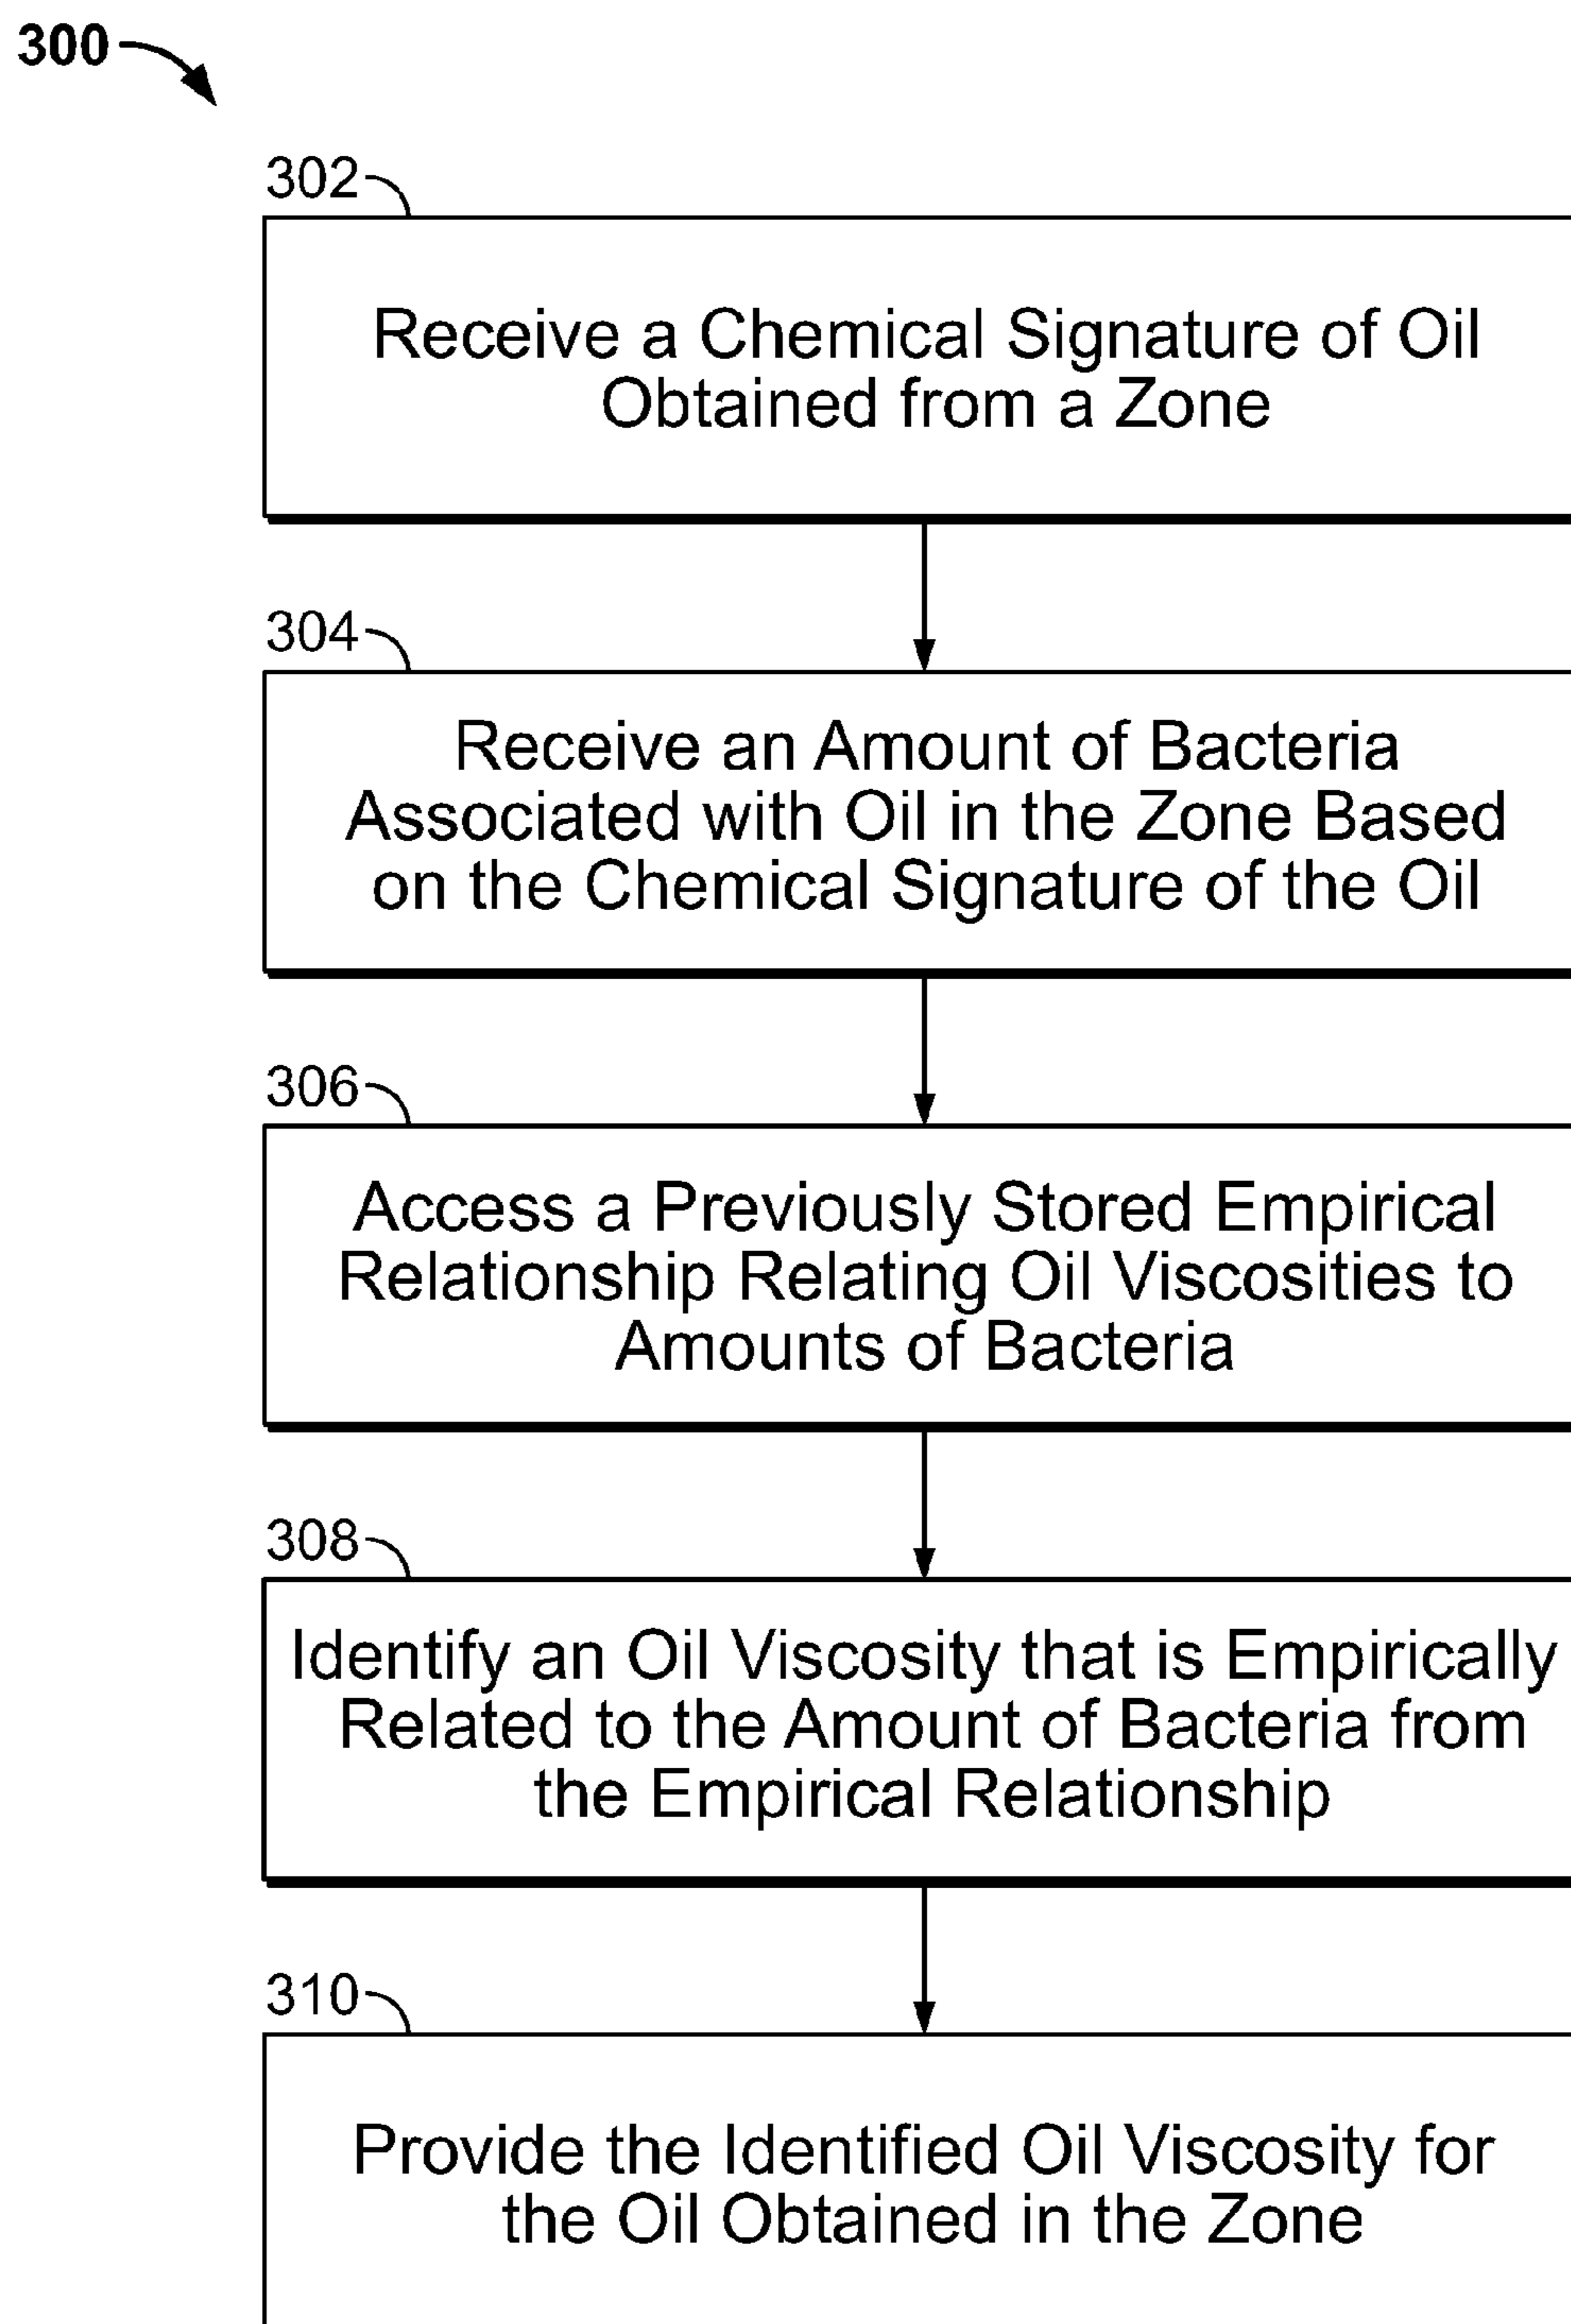 300
302
Receive a Chemical Signature of Oil
Obtained from a Zone
304
Receive an Amount of Bacteria
Associated with Oil in the Zone Based
on the Chemical Signature of the Oil
306
Access a Previously Stored Empirical
Relationship Relating Oil Viscosities to
Amounts of Bacteria
308
Identify an Oil Viscosity that is Empirically
Related to the Amount of Bacteria from
the Empirical Relationship
310
Provide the Identified Oil Viscosity for
the Oil Obtained in the Zone